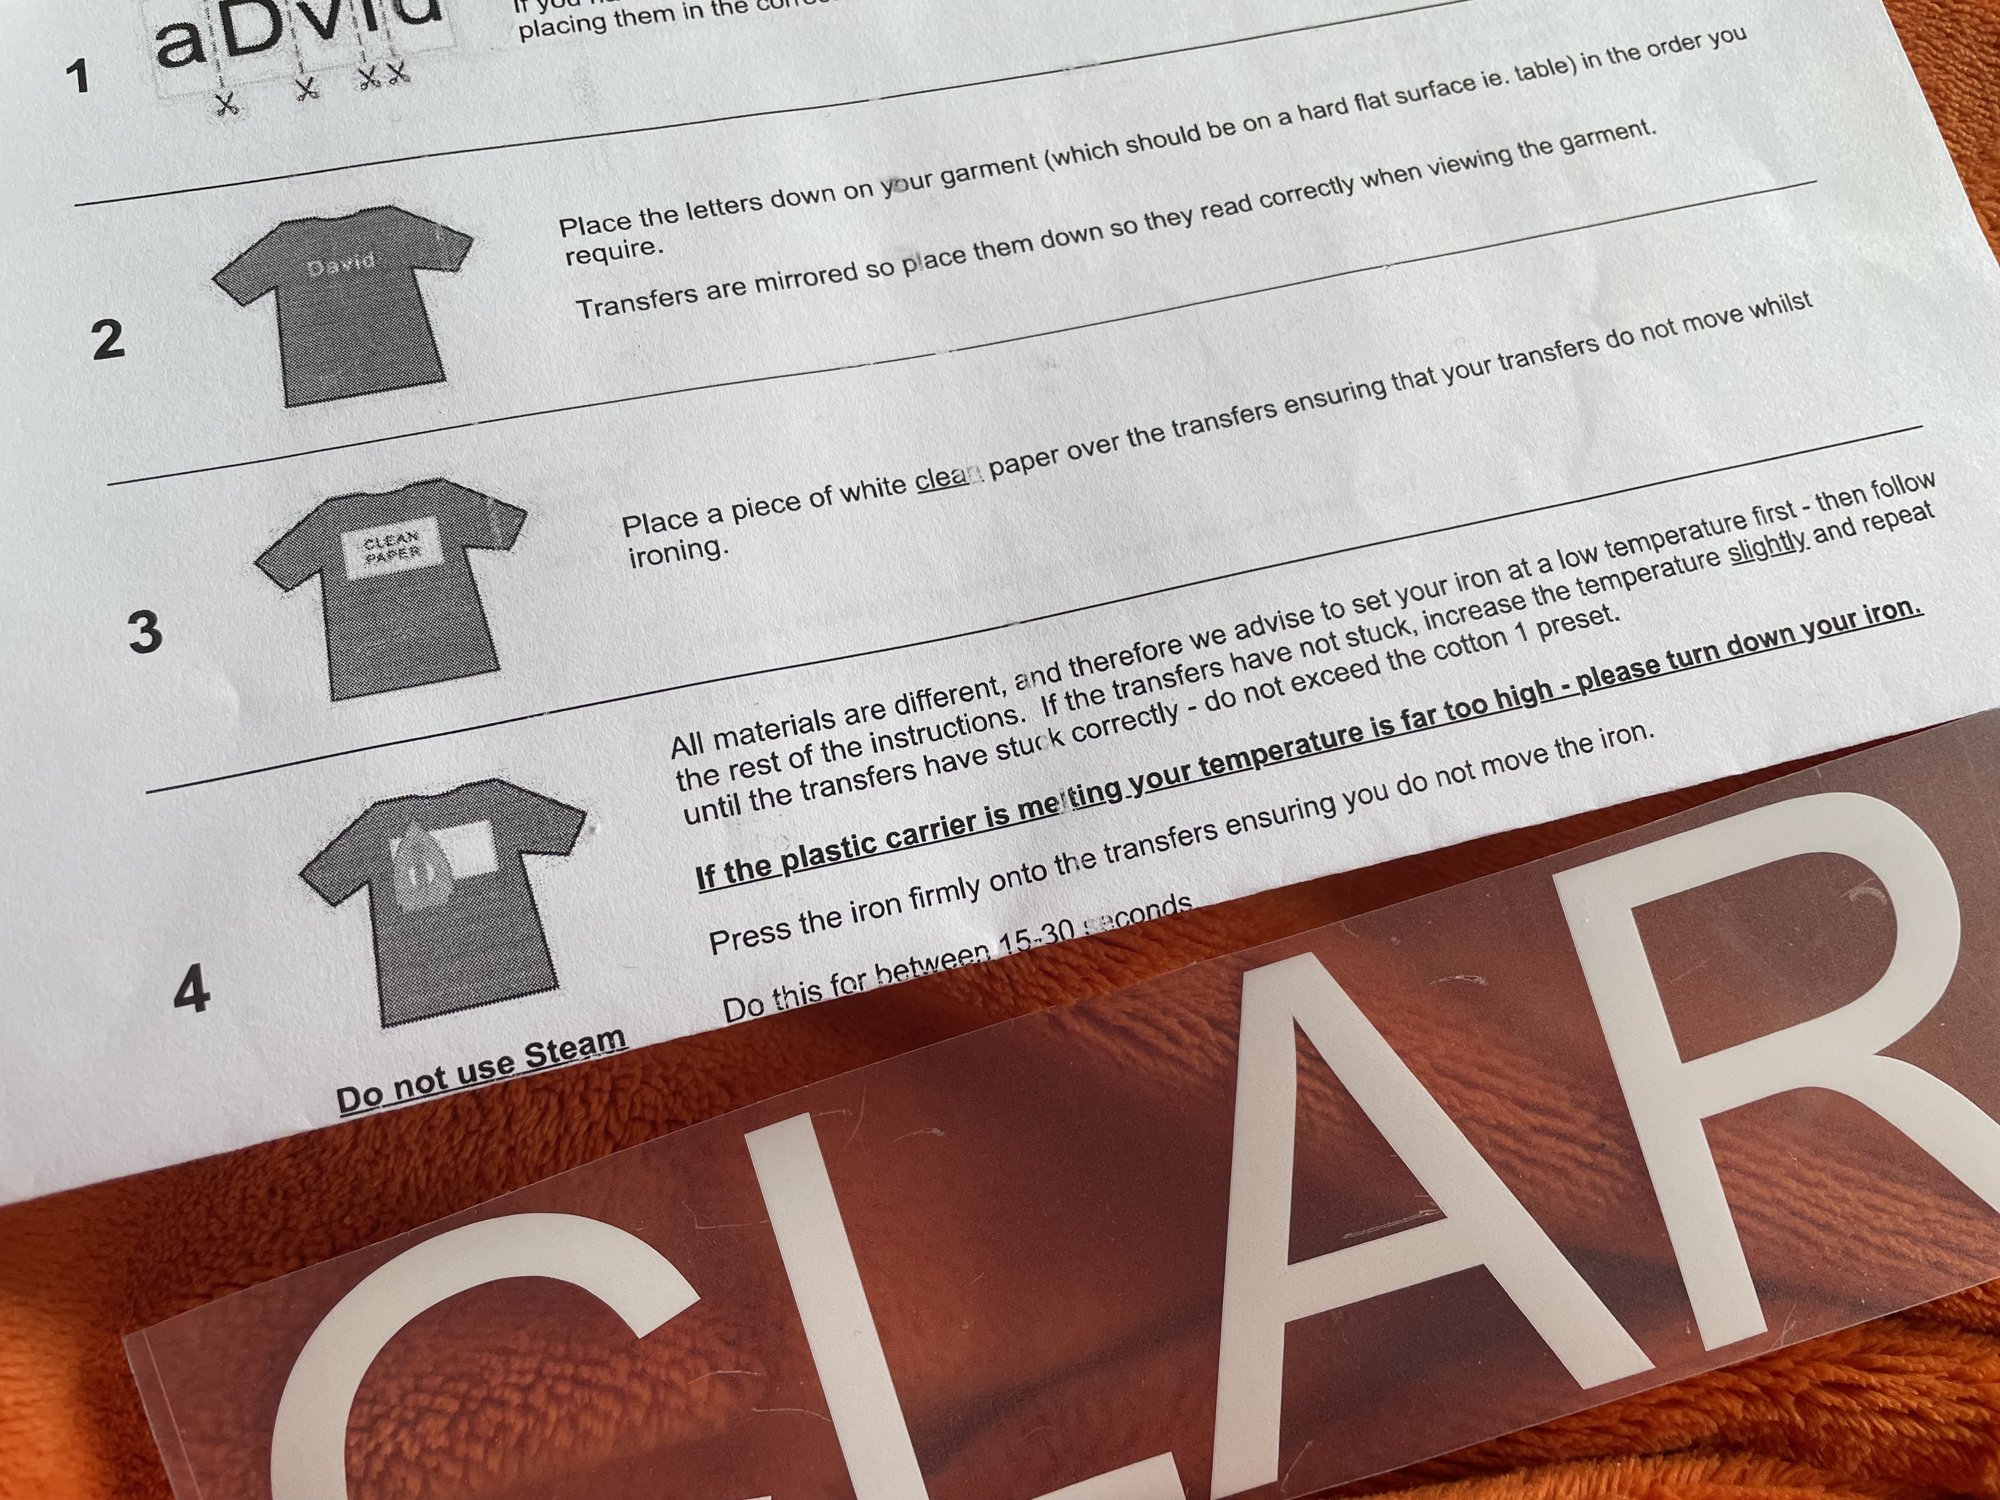 1
aDvid
placing them in the
2
David
Place the letters down on your garment (which should be on a hard flat surface ie. table) in the order you
require.
Transfers are mirrored so place them down so they read correctly when viewing the garment.
3
CLEAN
PAPER
Place a piece of white clean paper over the transfers ensuring that your transfers do not move whilst
ironing.
4
All materials are different, and therefore we advise to set your iron at a low temperature first - then follow
the rest of the instructions. If the transfers have not stuck, increase the temperature slightly and repeat
until the transfers have stuck correctly - do not exceed the cotton 1 preset.
If the plastic carrier is melting your temperature is far too high - please turn down your iron.
Press the iron firmly onto the transfers ensuring you do not move the iron.
Do this for between 15-30 seconds
Do not use Steam
CLAR